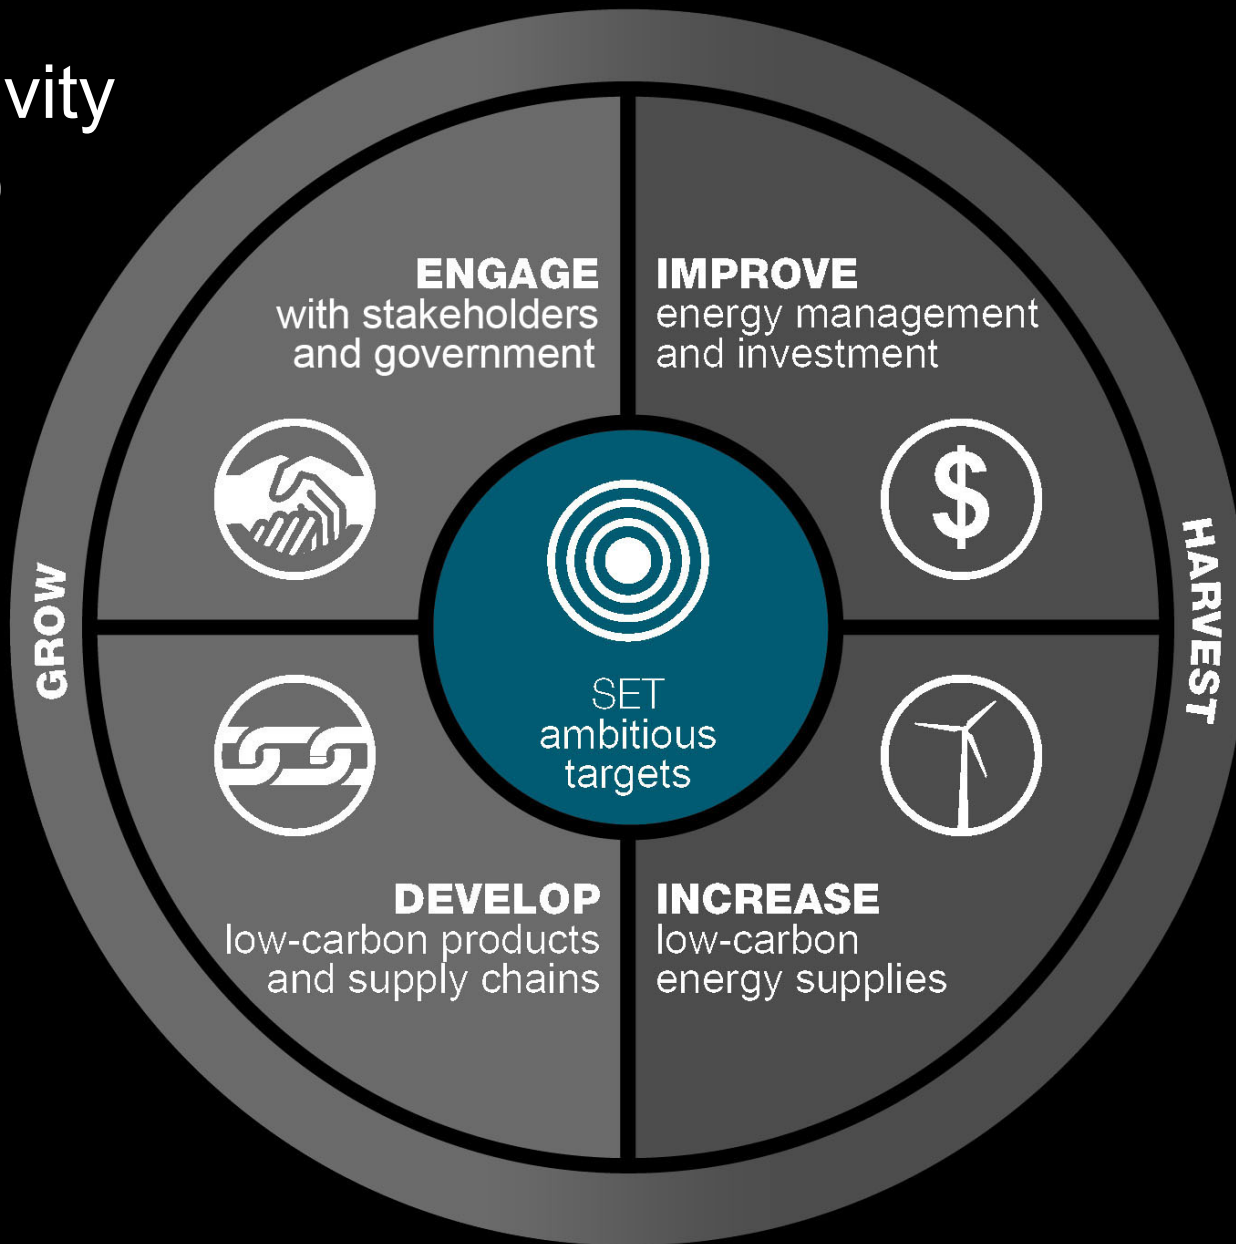 vity
ENGAGE
with stakeholders
and government
IMPROVE
energy management
and investment
GROW
HARVEST
SET
ambitious
targets
DEVELOP
low-carbon products
and supply chains
INCREASE
low-carbon
energy supplies
$